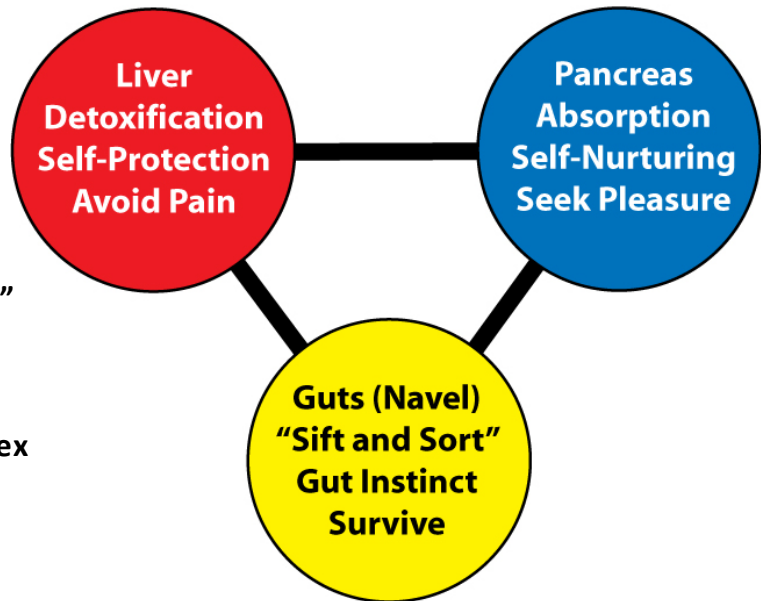 Liver
Detoxification
Self-Protection
Avoid Pain
Pancreas
Absorption
Self-Nurturing
Seek Pleasure
”
ex
Guts (Navel)
“Sift and Sort”
Gut Instinct
Survive